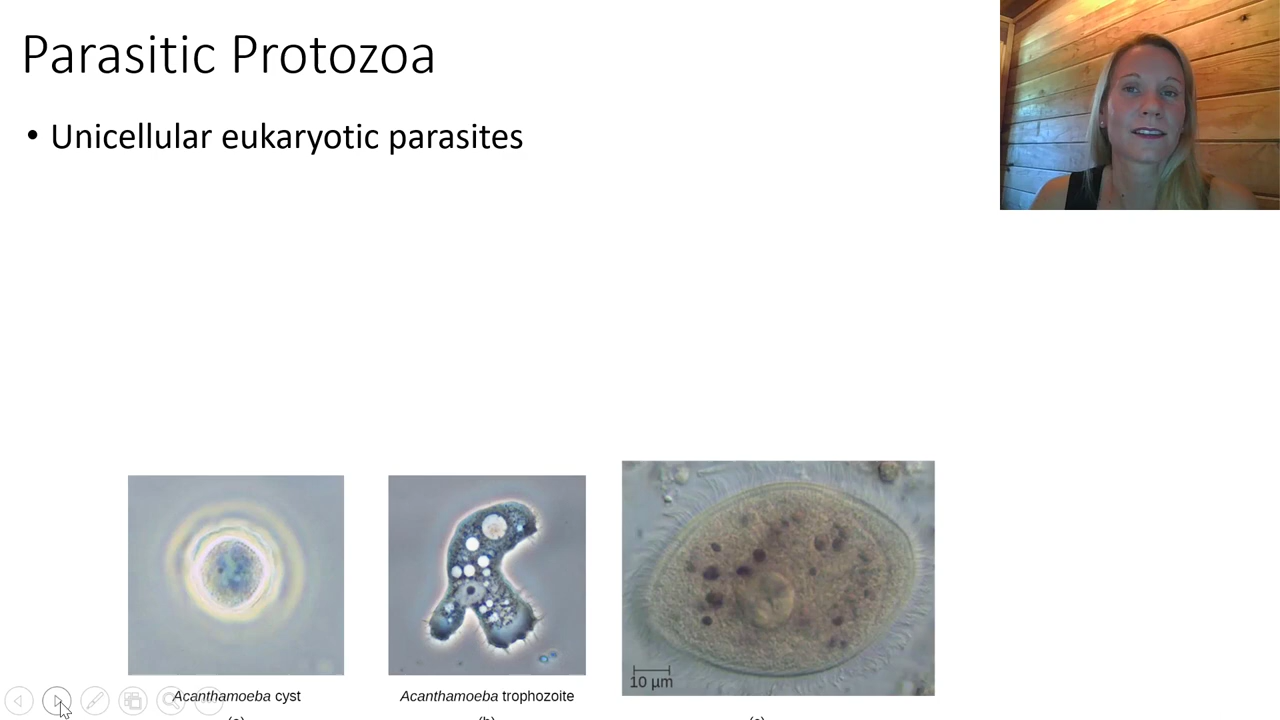 Parasitic Protozoa
• Unicellular eukaryotic parasites
10 µm
Acanthamoeba cyst
Acanthamoeba trophozoite